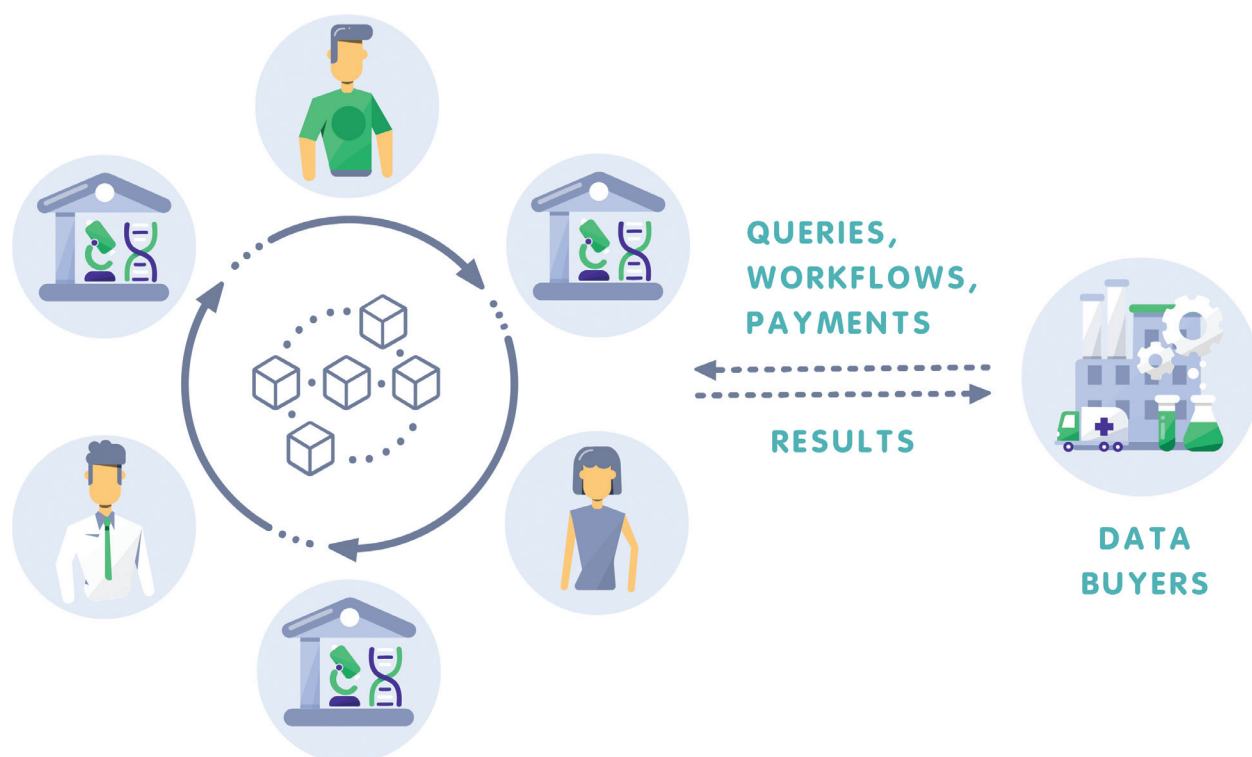 QUERIES,
WORKFLOWS,
PAYMENTS
RESULTS
DATA
BUYERS